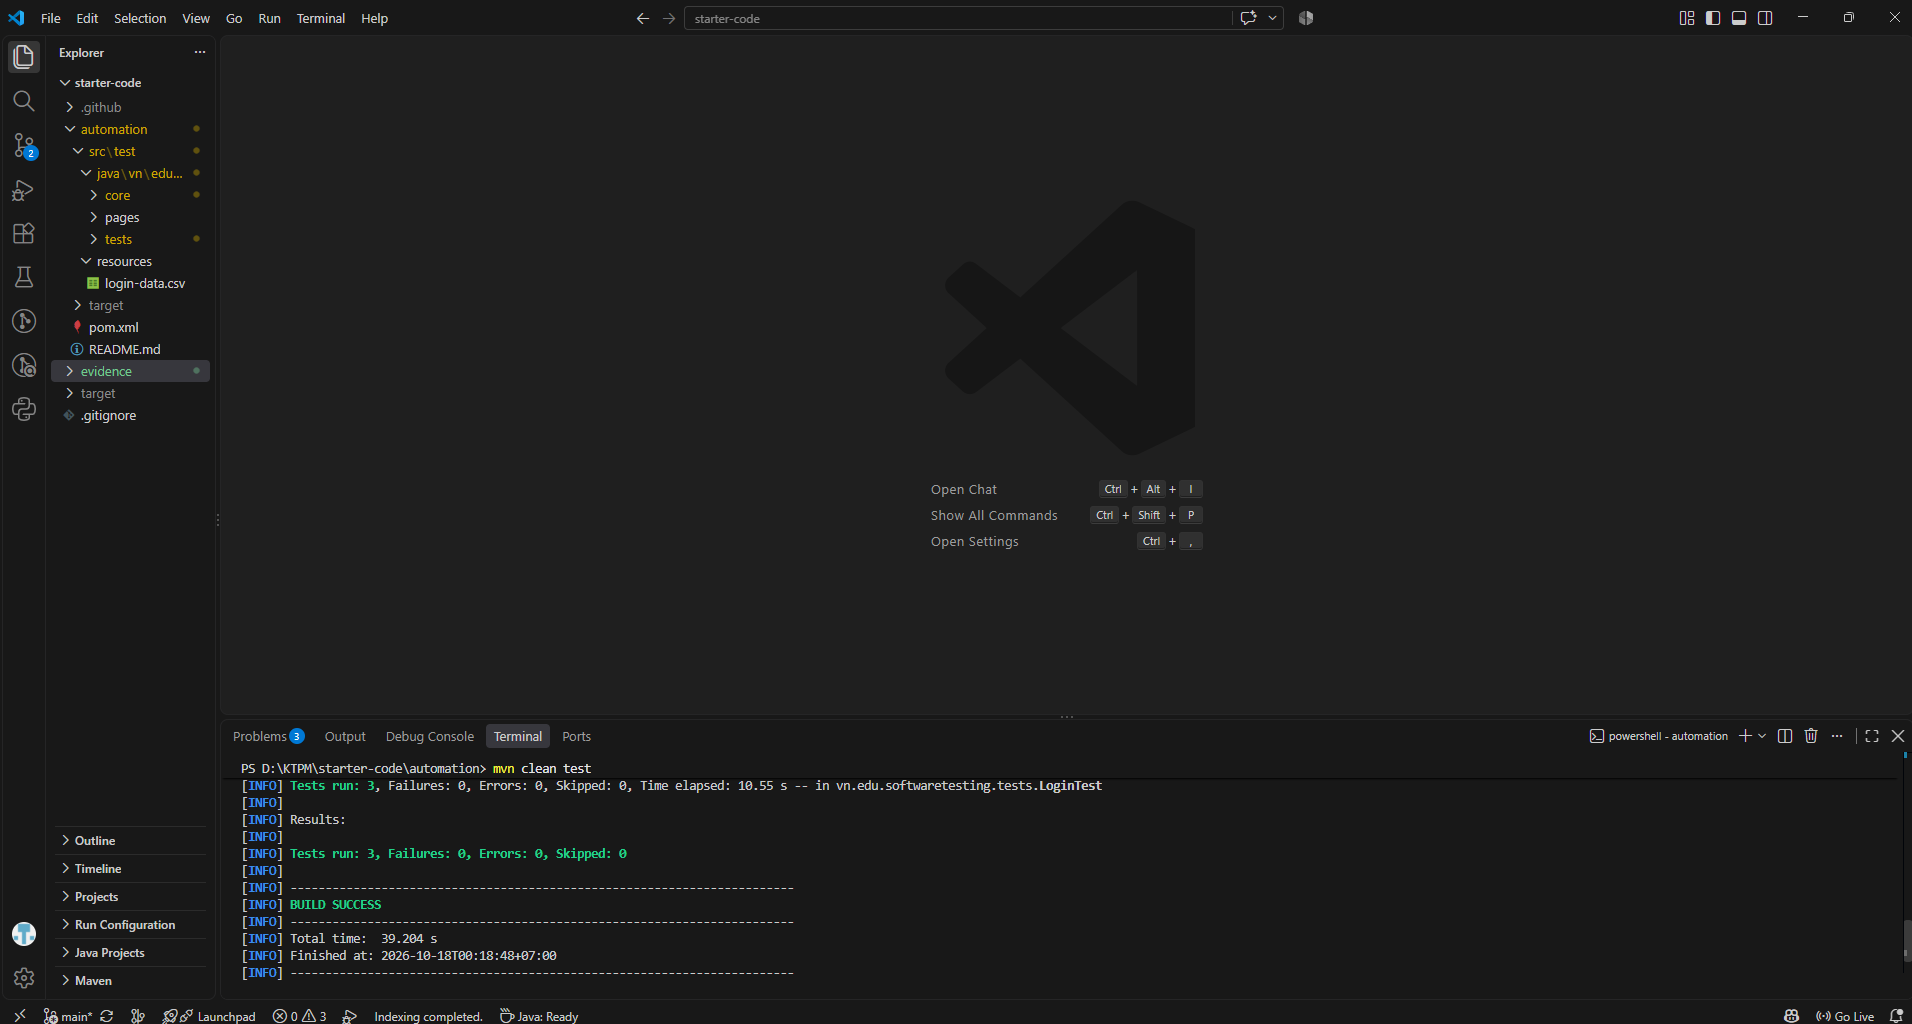 File Edit Selection View Go Run Terminal Help
starter-code
Explorer
starter-code
.github
automation
src\test
java\vn\edu...
core
pages
tests
resources
login-data.csv
target
pom.xml
README.md
evidence
target
.gitignore
2
Outline
Timeline
Projects
Run Configuration
Java Projects
Maven
Open Chat Ctrl + Alt + I
Show All Commands Ctrl + Shift + P
Open Settings Ctrl + ,
Problems 3 Output Debug Console Terminal Ports
powershell - automation
PS D:\KTPM\starter-code\automation> mvn clean test
[INFO] Tests run: 3, Failures: 0, Errors: 0, Skipped: 0, Time elapsed: 10.55 s -- in vn.edu.softwaretesting.tests.LoginTest
[INFO]
[INFO] Results:
[INFO]
[INFO] Tests run: 3, Failures: 0, Errors: 0, Skipped: 0
[INFO]
[INFO] ------------------------------------------------------------------------
[INFO] BUILD SUCCESS
[INFO] ------------------------------------------------------------------------
[INFO] Total time:  39.204 s
[INFO] Finished at: 2026-10-18T00:18:48+07:00
[INFO] ------------------------------------------------------------------------
main* Launchpad 0 3 Indexing completed. Java: Ready Go Live